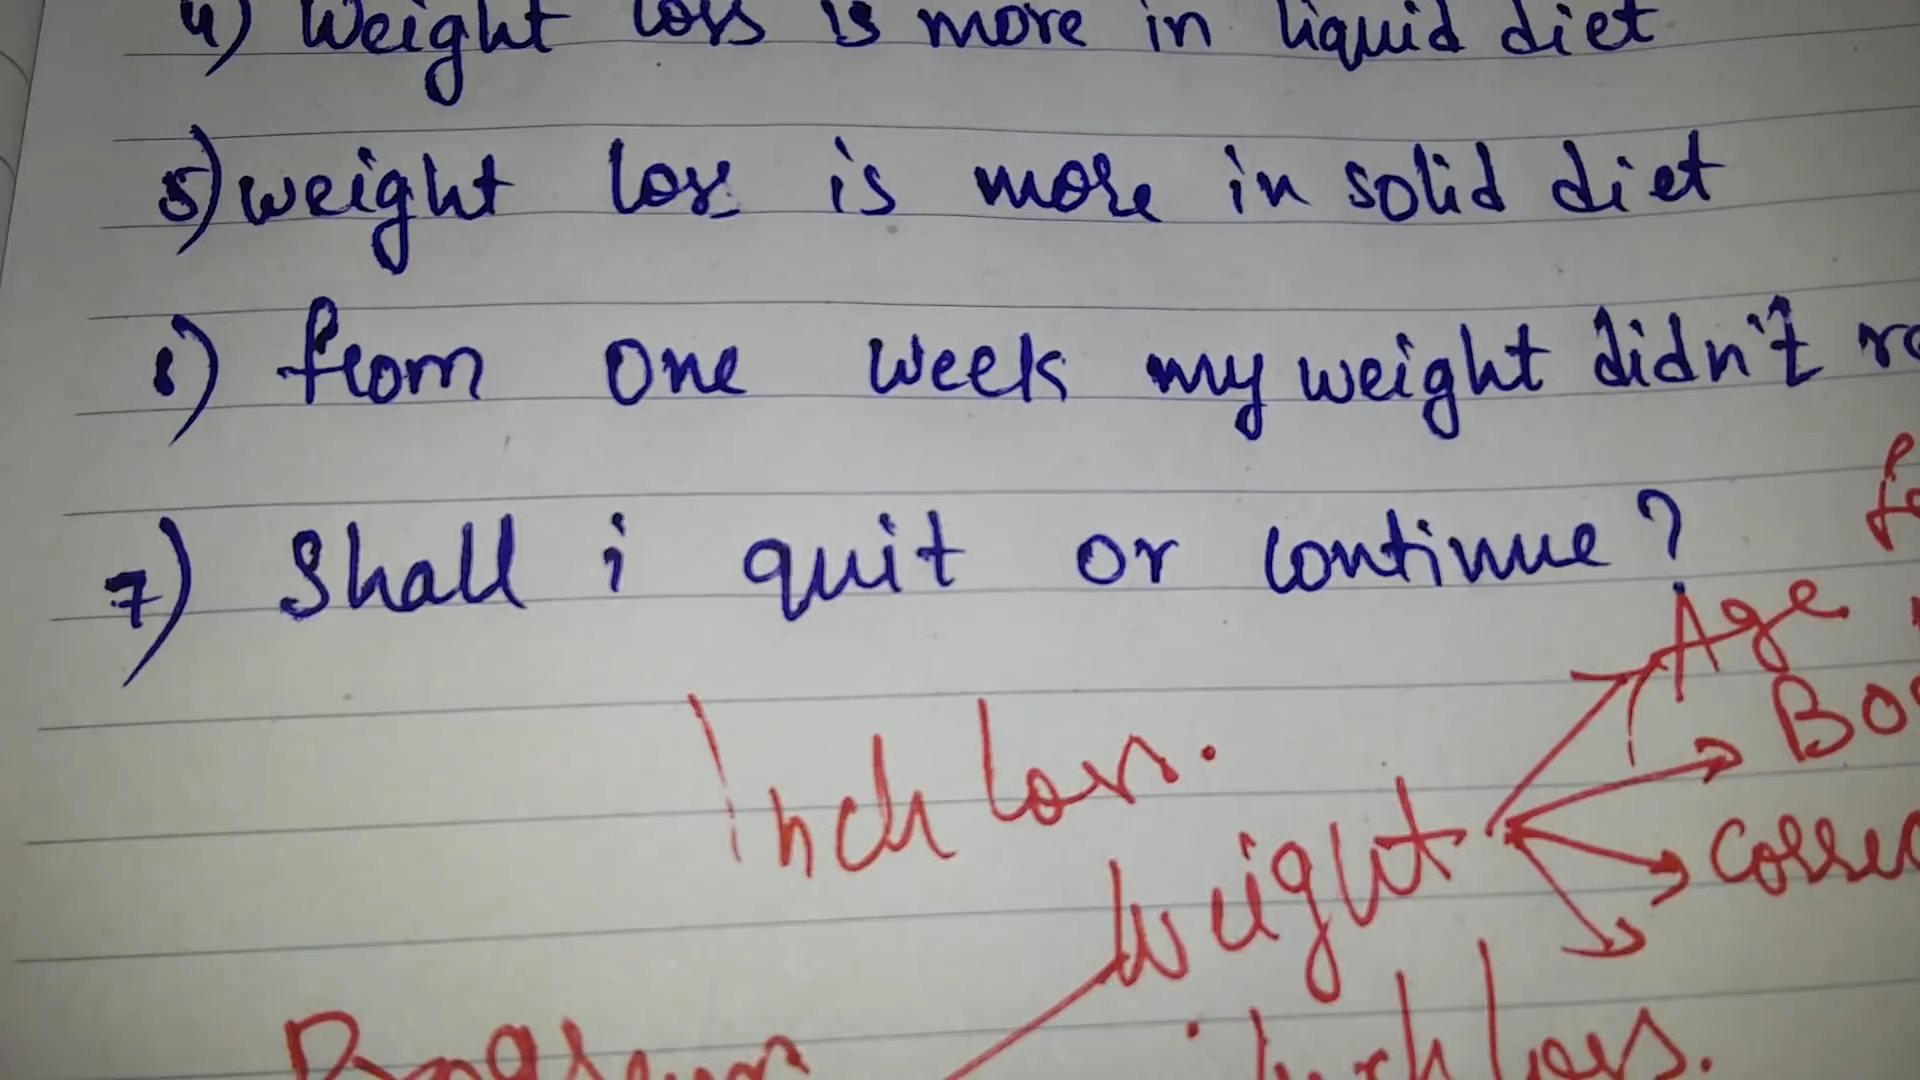 4) Weight loss is more in liquid diet
5) weight loss is more in solid diet
6) from one week my weight didn't
7) Shall i quit or continue?
Age
Inch loss.
weight
inch loss.